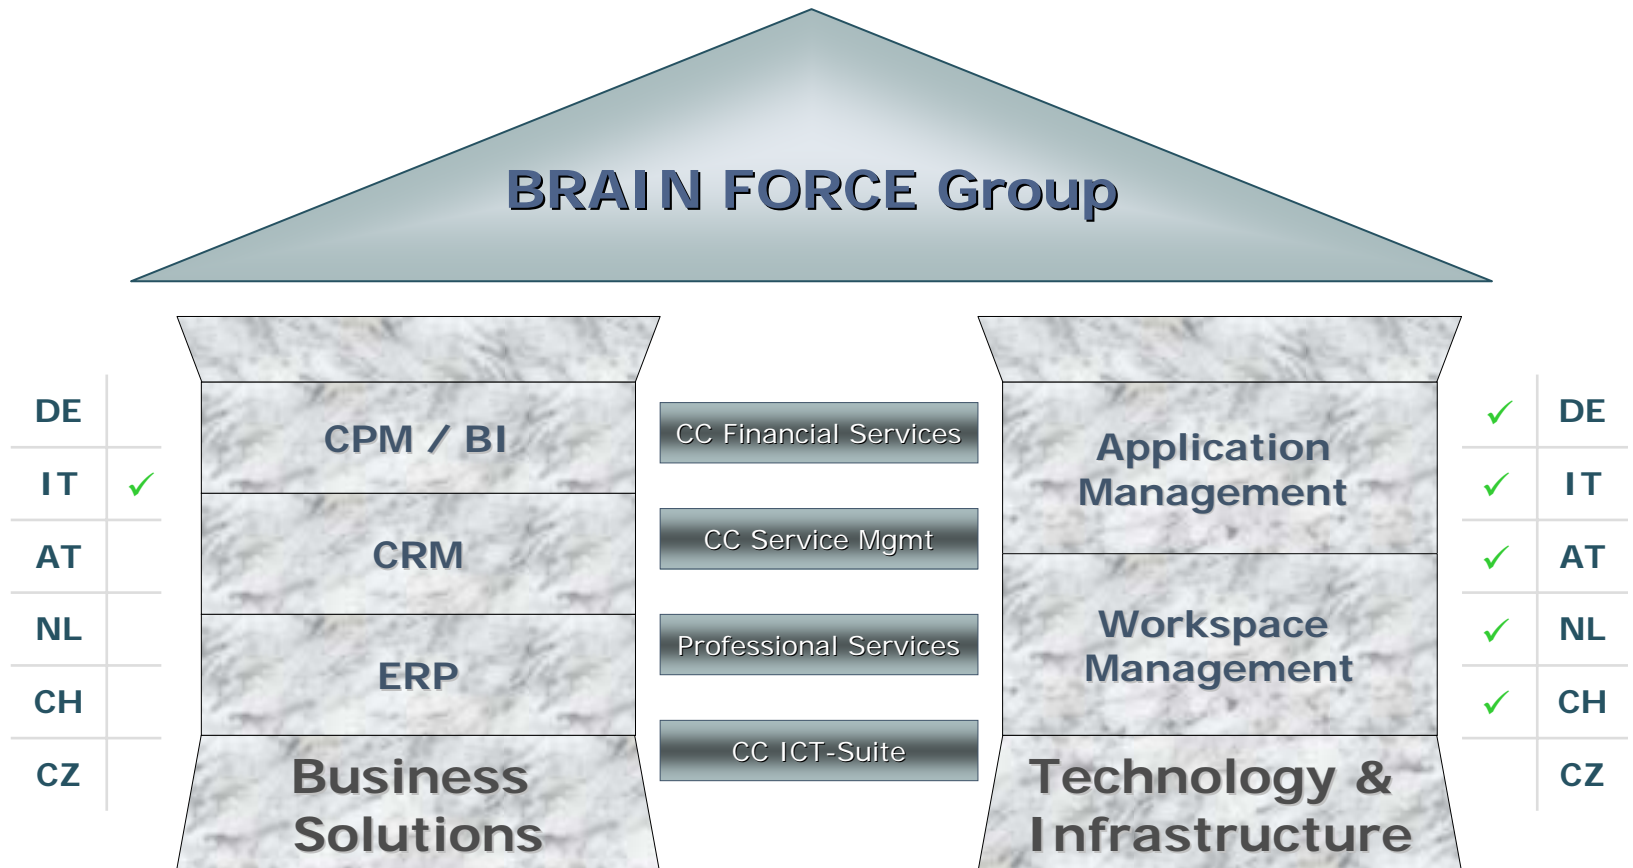 BRAIN FORCE Group
DE
IT ✓
AT
NL
CH
CZ
CPM / BI
CRM
ERP
Business
Solutions
CC Financial Services
CC Service Mgmt
Professional Services
CC ICT-Suite
Application
Management
Workspace
Management
Technology &
Infrastructure
✓ DE
✓ IT
✓ AT
✓ NL
✓ CH
CZ